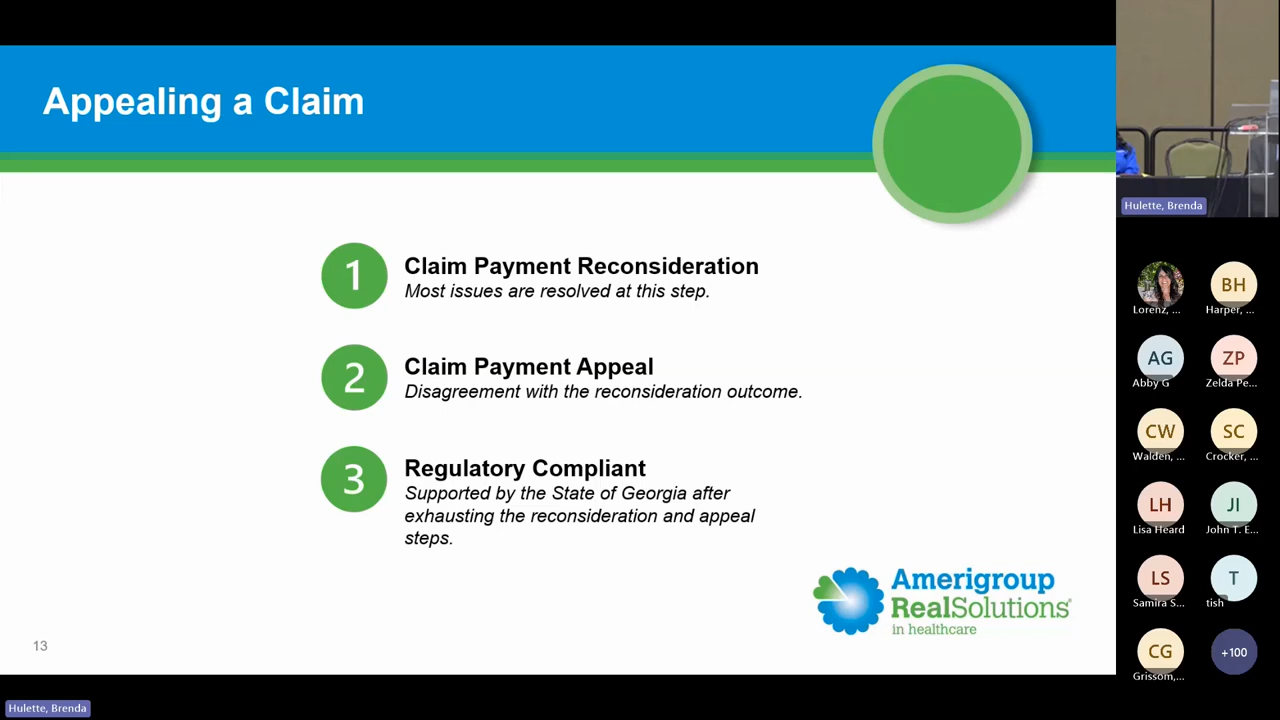 Appealing a Claim
1
Claim Payment Reconsideration
Most issues are resolved at this step.
2
Claim Payment Appeal
Disagreement with the reconsideration outcome.
3
Regulatory Compliant
Supported by the State of Georgia after
exhausting the reconsideration and appeal
steps.
Amerigroup
RealSolutions®
in healthcare
13
Hulette, Brenda
Hulette, Brenda
Lorenz, ...
BH
Harper, ...
AG
Abby G
ZP
Zelda Pe...
CW
Walden, ...
SC
Crocker, ...
LH
Lisa Heard
JI
John T. E...
LS
Samira S...
T
tish
CG
Grissom,...
+100